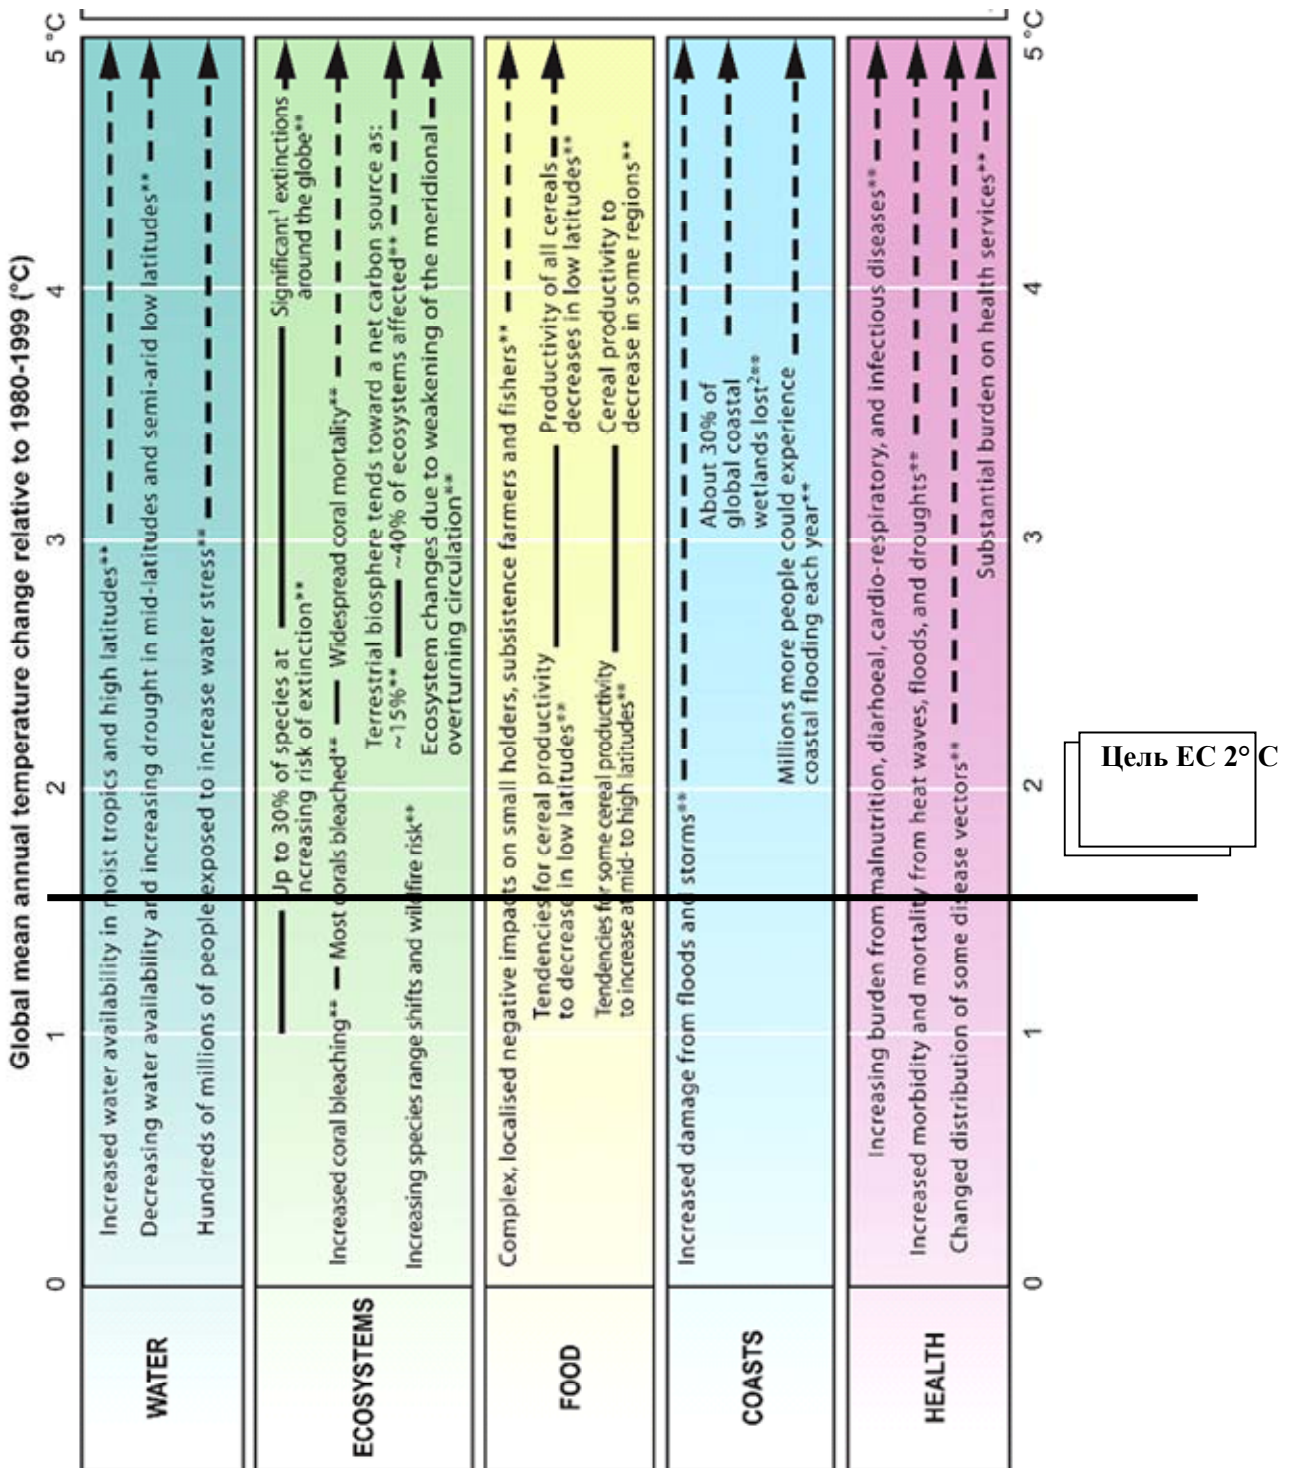 Global mean annual temperature change relative to 1980-1999 (°C)
0
1
2
3
4
5 °C
WATER
Increased water availability in moist tropics and high latitudes**
Decreasing water availability and increasing drought in mid-latitudes and semi-arid low latitudes**
Hundreds of millions of people exposed to increase water stress**
ECOSYSTEMS
Up to 30% of species at
increasing risk of extinction**
Significant¹ extinctions
around the globe**
Increased coral bleaching**
Most corals bleached**
Widespread coral mortality**
Terrestrial biosphere tends toward a net carbon source as:
~15%**
~40% of ecosystems affected**
Increasing species range shifts and wildfire risk**
Ecosystem changes due to weakening of the meridional
overturning circulation**
FOOD
Complex, localised negative impacts on small holders, subsistence farmers and fishers**
Tendencies for cereal productivity
to decrease in low latitudes**
Productivity of all cereals
decreases in low latitudes**
Tendencies for some cereal productivity
to increase at mid- to high latitudes**
Cereal productivity to
decrease in some regions**
COASTS
Increased damage from floods and storms**
About 30% of
global coastal
wetlands lost²**
Millions more people could experience
coastal flooding each year**
HEALTH
Increasing burden from malnutrition, diarhoeal, cardio-respiratory, and infectious diseases**
Increased morbidity and mortality from heat waves, floods, and droughts**
Changed distribution of some disease vectors**
Substantial burden on health services**
0
1
2
3
4
5 °C
Цель ЕС 2° С